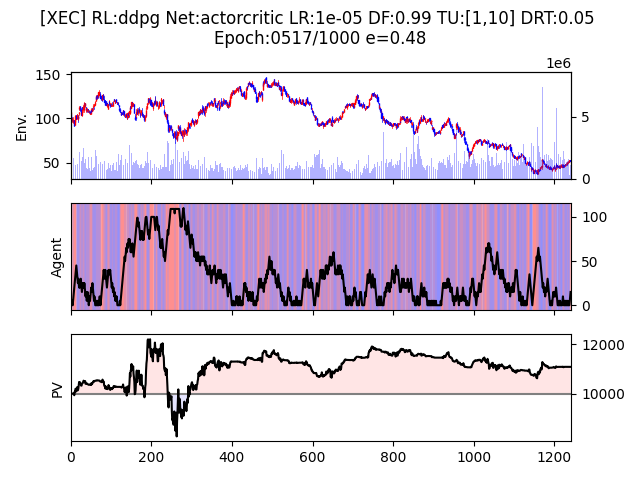 [XEC] RL:ddpg Net:actorcritic LR:1e-05 DF:0.99 TU:[1,10] DRT:0.05
Epoch:0517/1000 e=0.48
1e6
150
100
50
Env.
5
0
Agent
100
50
0
PV
12000
10000
0
200
400
600
800
1000
1200